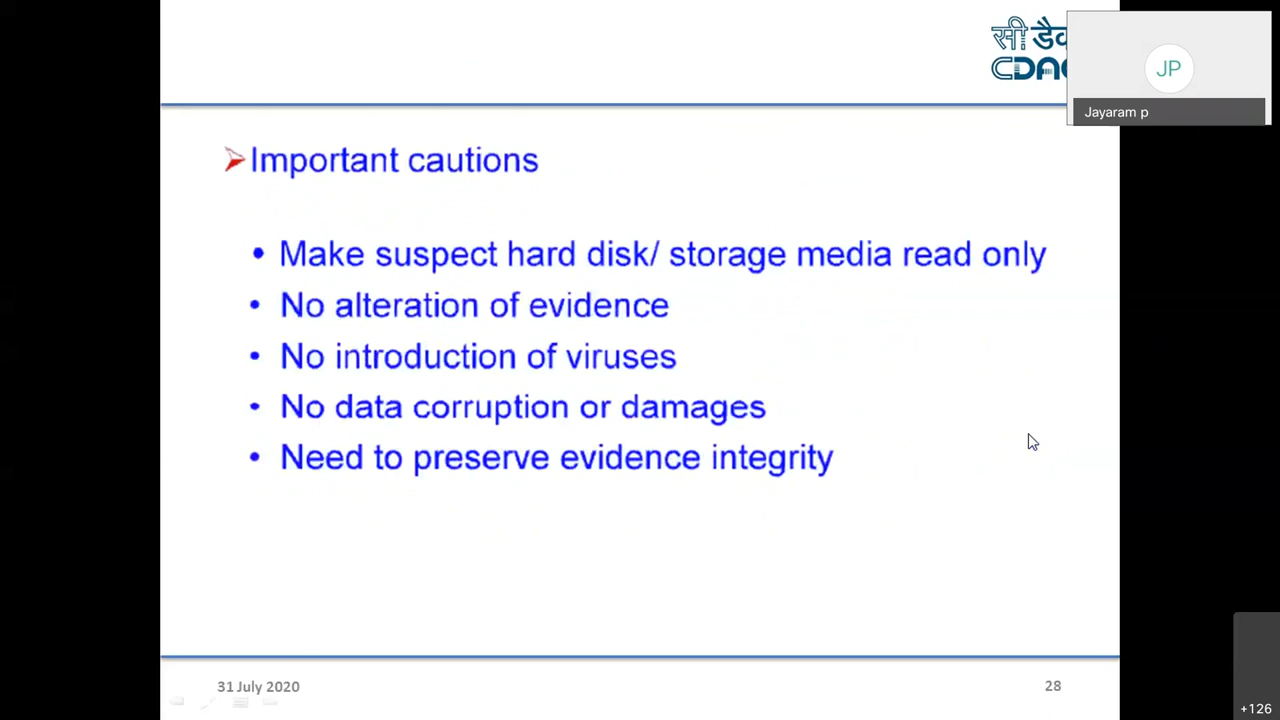 सी डैक
CDAC
JP
Jayaram p
Important cautions
• Make suspect hard disk/ storage media read only
• No alteration of evidence
• No introduction of viruses
• No data corruption or damages
• Need to preserve evidence integrity
31 July 2020
28
+126